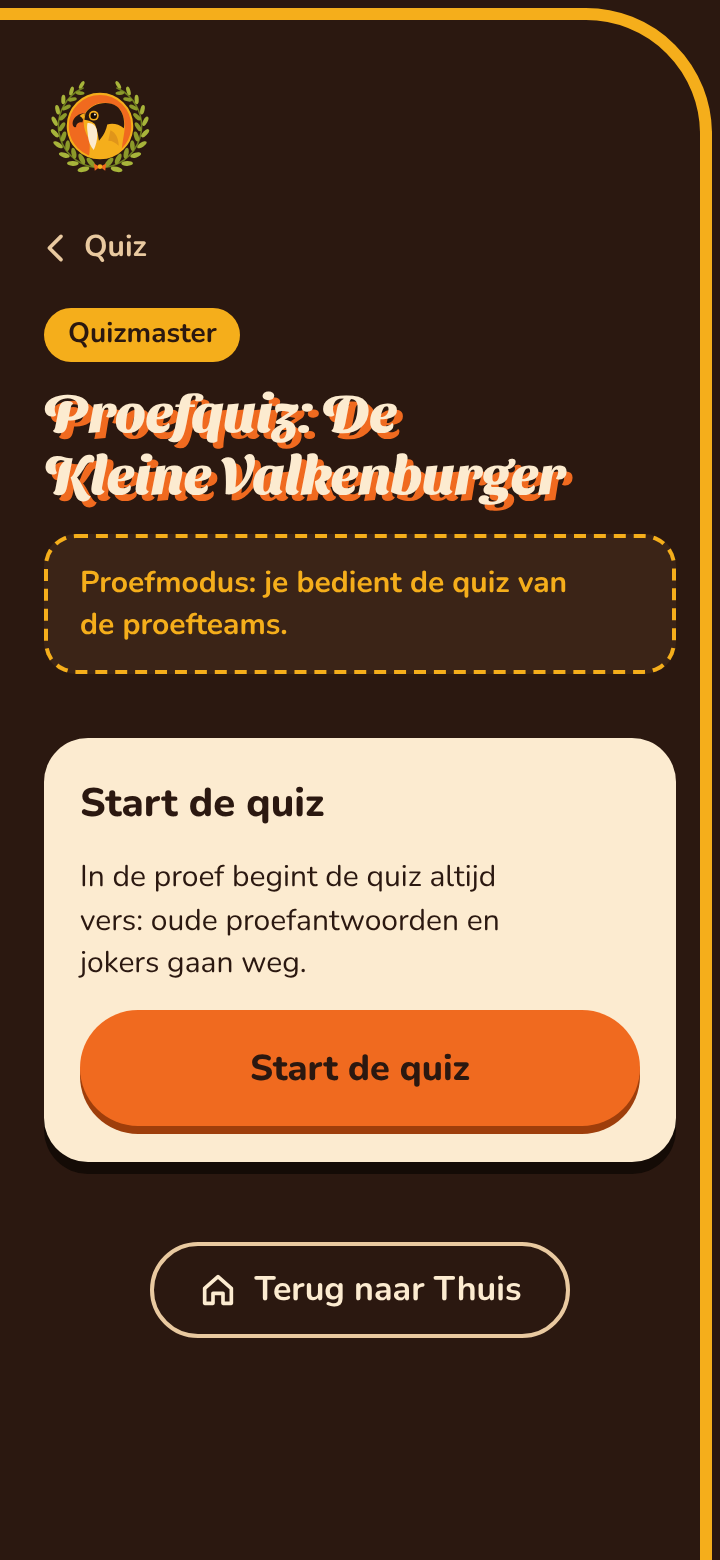 Quiz
Quizmaster
Proefquiz: De
Kleine Valkenburger
Proefmodus: je bedient de quiz van
de proefteams.
Start de quiz
In de proef begint de quiz altijd
vers: oude proefantwoorden en
jokers gaan weg.
Start de quiz
Terug naar Thuis